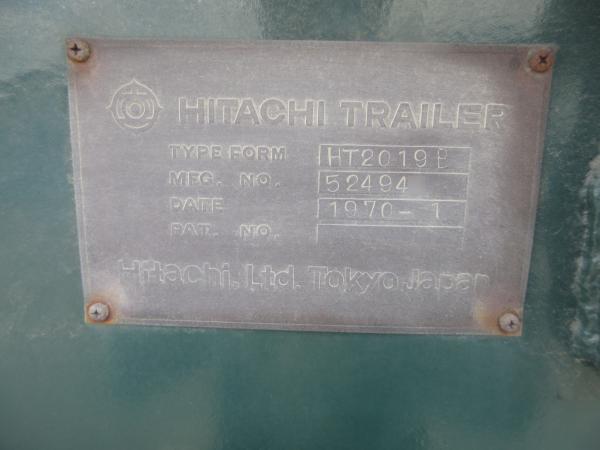 HITACHI TRAILER
TYPE FORM HT2019B
MFG. NO. 52494
DATE 1970-1
PAT. NO.
Hitachi, Ltd. Tokyo Japan